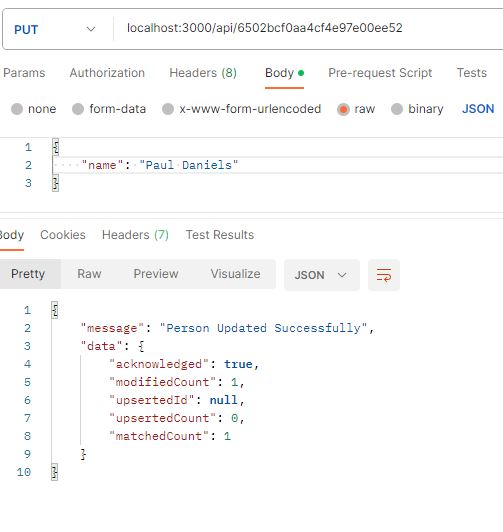 PUT localhost:3000/api/6502bcf0aa4cf4e97e00ee52
Params Authorization Headers (8) Body Pre-request Script Tests
none form-data x-www-form-urlencoded raw binary JSON
1 {
2 "name": "Paul Daniels"
3 }
Body Cookies Headers (7) Test Results
Pretty Raw Preview Visualize JSON
1 {
2 "message": "Person Updated Successfully",
3 "data": {
4 "acknowledged": true,
5 "modifiedCount": 1,
6 "upsertedId": null,
7 "upsertedCount": 0,
8 "matchedCount": 1
9 }
10 }